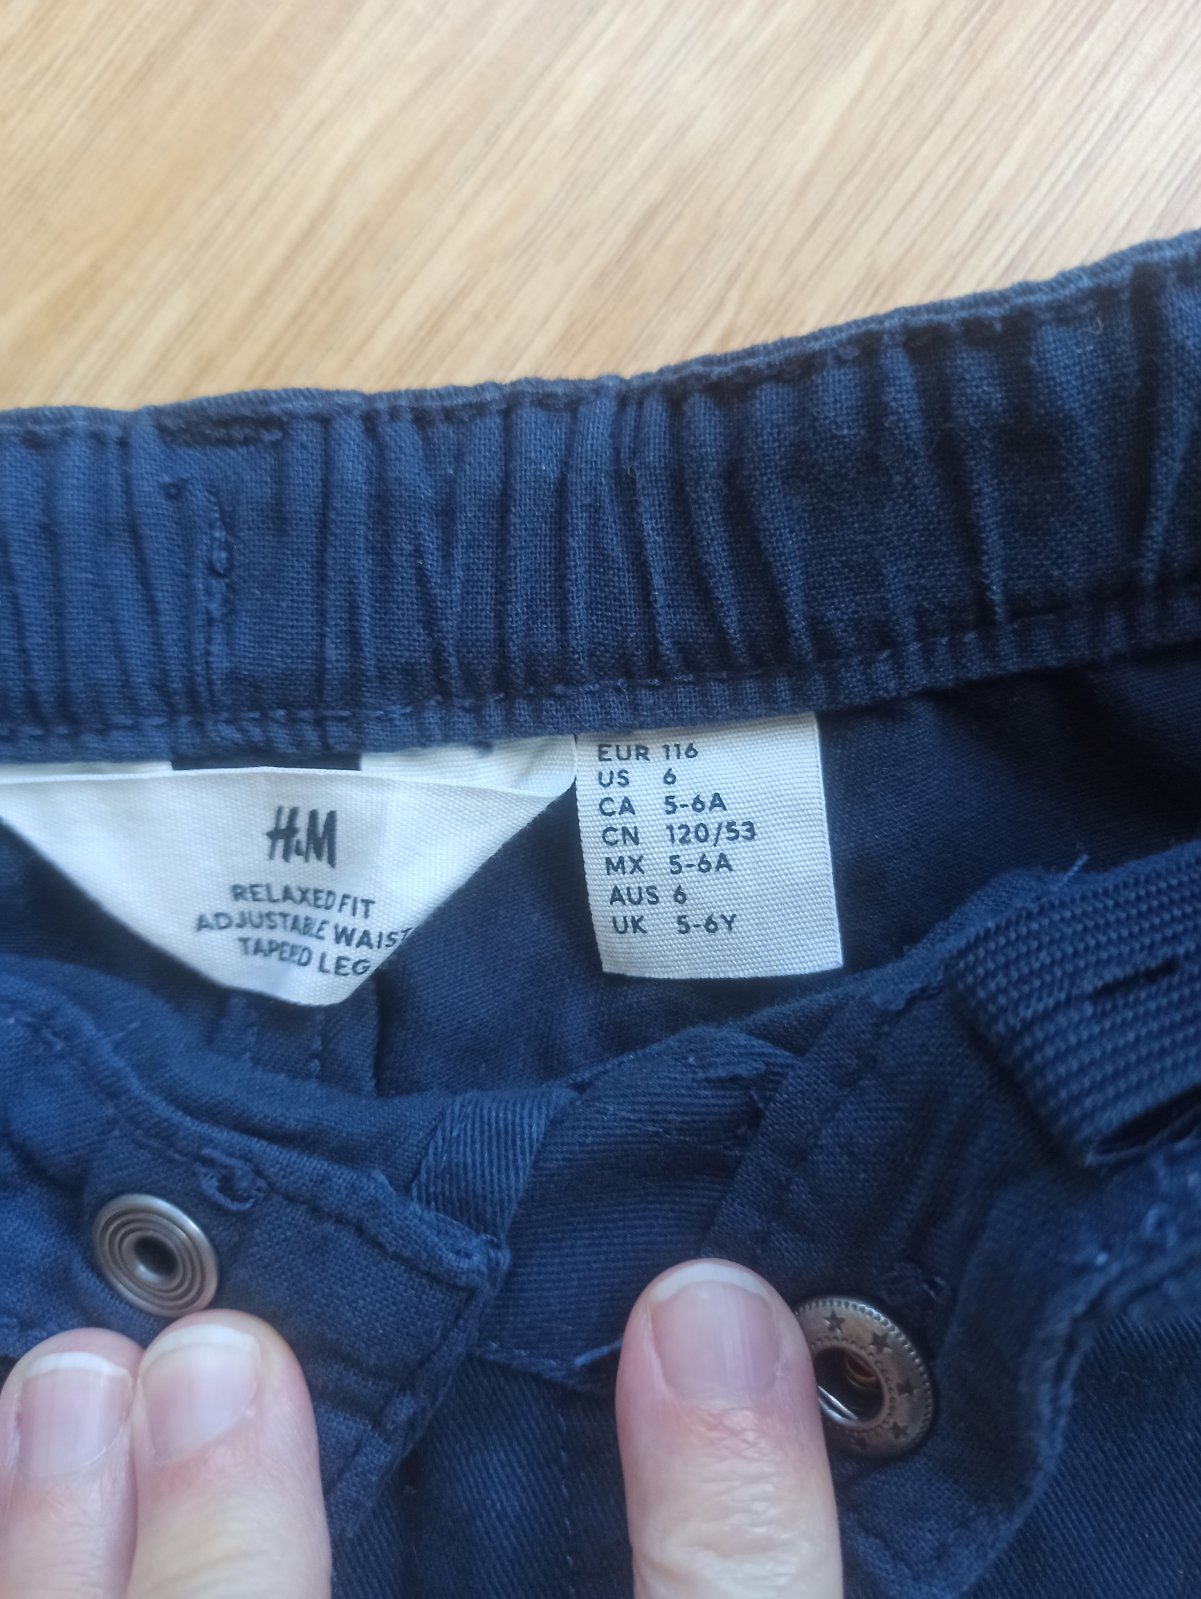 H&M
RELAXED FIT
ADJUSTABLE WAIST
TAPERED LEG
EUR 116
US 6
CA 5-6A
CN 120/53
MX 5-6A
AUS 6
UK 5-6Y